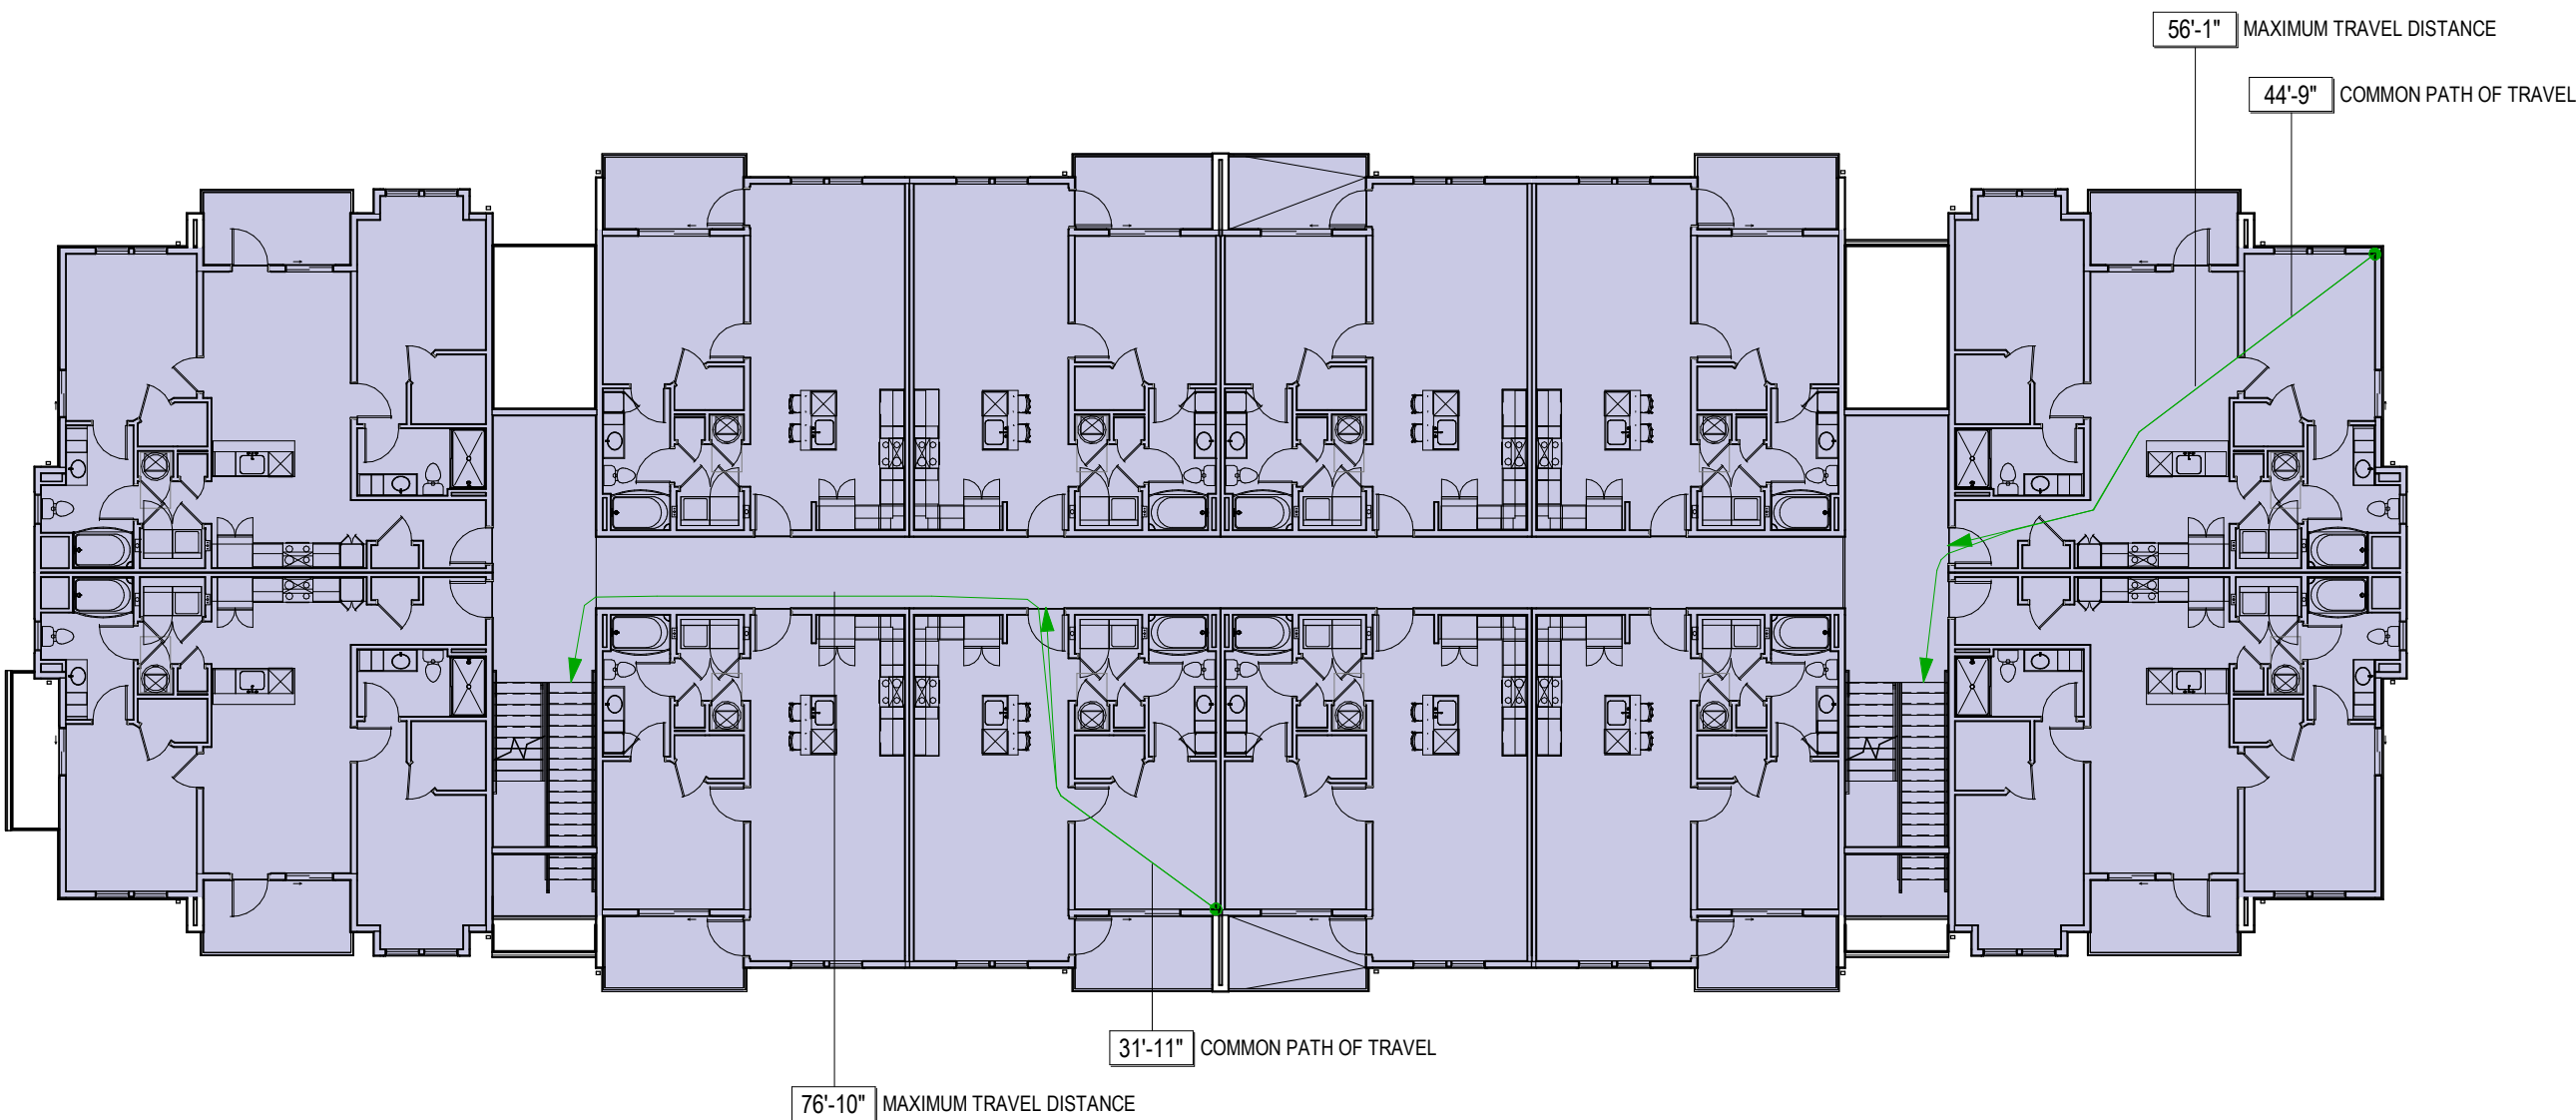 56'-1" MAXIMUM TRAVEL DISTANCE
44'-9" COMMON PATH OF TRAVEL
31'-11" COMMON PATH OF TRAVEL
76'-10" MAXIMUM TRAVEL DISTANCE